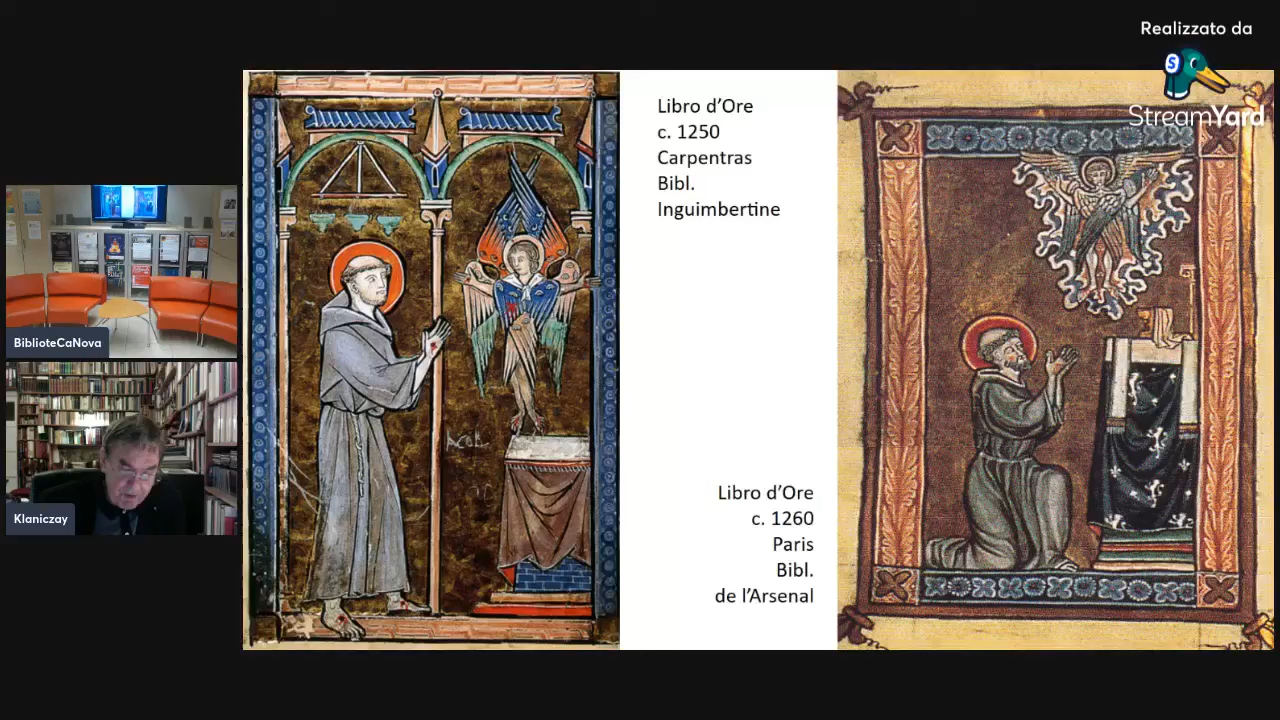 Realizzato da
StreamYard
Libro d’Ore
c. 1250
Carpentras
Bibl.
Inguimbertine
Libro d’Ore
c. 1260
Paris
Bibl.
de l’Arsenal
BiblioteCaNova
Klaniczay